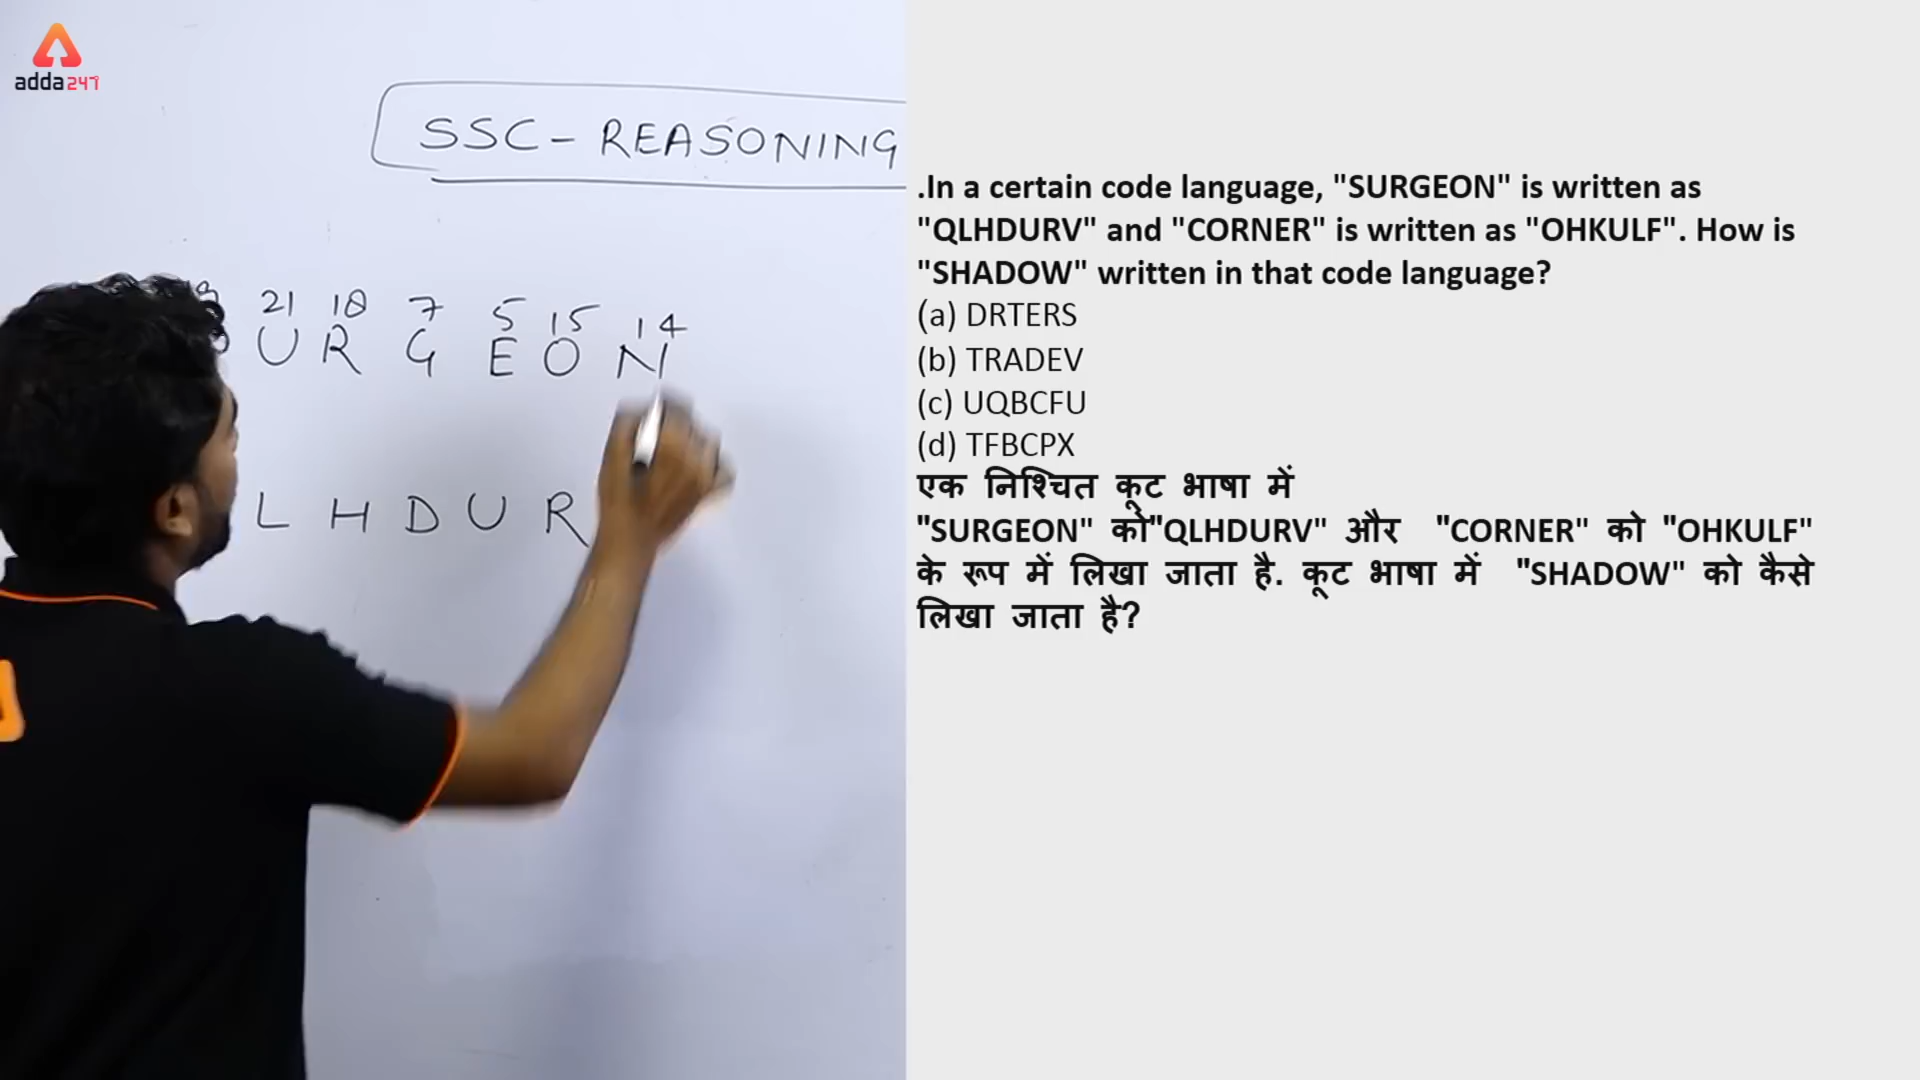 adda247
SSC - REASONING
21 18 7 5 15 14
U R G E O N
L H D U R
.In a certain code language, "SURGEON" is written as
"QLHDURV" and "CORNER" is written as "OHKULF". How is
"SHADOW" written in that code language?
(a) DRTERS
(b) TRADEV
(c) UQBCFU
(d) TFBCPX
एक निश्चित कूट भाषा में
"SURGEON" को"QLHDURV" और "CORNER" को "OHKULF"
के रूप में लिखा जाता है. कूट भाषा में "SHADOW" को कैसे
लिखा जाता है?